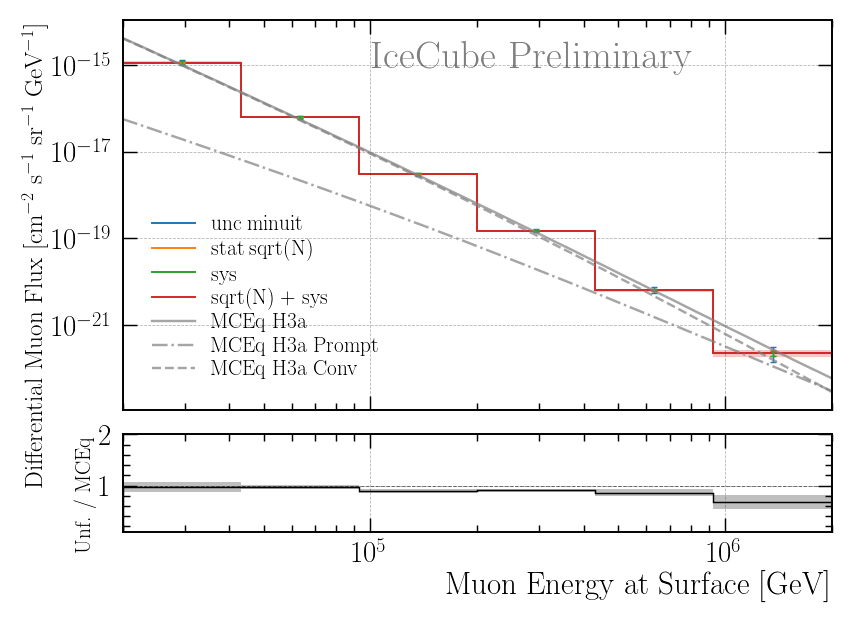 IceCube Preliminary
Differential Muon Flux [cm⁻² s⁻¹ sr⁻¹ GeV⁻¹]
10⁻¹⁵
10⁻¹⁷
10⁻¹⁹
10⁻²¹
unc minuit
stat sqrt(N)
sys
sqrt(N) + sys
MCEq H3a
MCEq H3a Prompt
MCEq H3a Conv
Unf. / MCEq
2
1
10⁵
10⁶
Muon Energy at Surface [GeV]